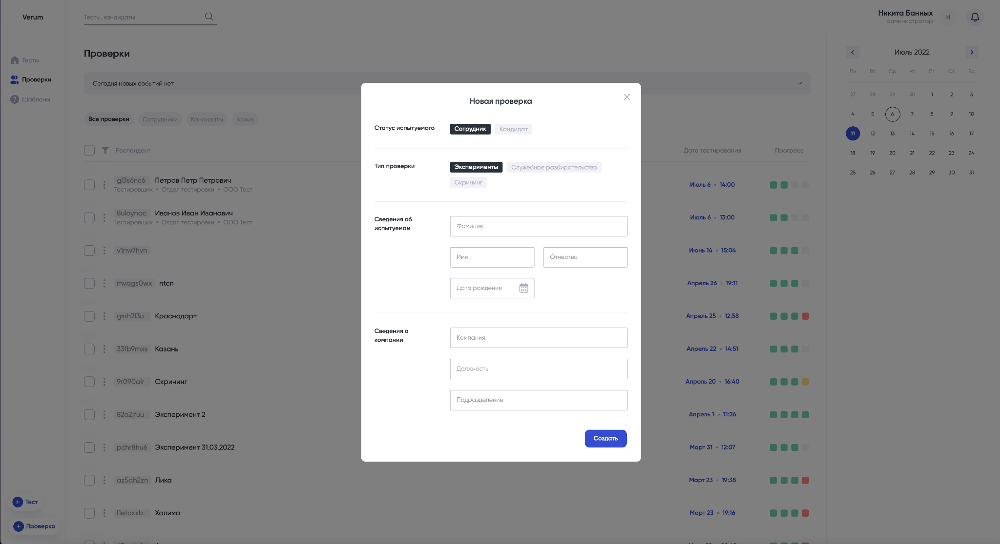 Verum
Тесты, кандидаты
Никита Банных
администратор
Н
Тесты
Проверки
Шаблоны
Проверки
Сегодня новых событий нет
Все проверки
Сотрудники
Кандидаты
Архив
Респондент
Дата тестирования
Прогресс
gl3s6nc6 Петров Петр Петрович
Тестировщик • Отдел тестировки • ООО Тест
Июль 6 • 14:00
8uloynac Иванов Иван Иванович
Тестировщик • Отдел тестировки • ООО Тест
Июль 6 • 13:00
v1nw7hvn
Июнь 14 • 15:04
mvqgs0wx ntcn
Апрель 26 • 19:11
gsrh2l3u Краснодар+
Апрель 25 • 12:58
33fb9mxs Казань
Апрель 22 • 14:51
9r090air Скрининг
Апрель 20 • 16:40
82o2jfuu Эксперимент 2
Апрель 1 • 11:36
pchr8hu6 Эксперимент 31.03.2022
Март 31 • 12:07
az5qh2zn Лика
Март 23 • 19:38
l1etoxxb Халима
Март 23 • 19:16
Новая проверка
Статус испытуемого
Сотрудник
Кандидат
Тип проверки
Эксперименты
Служебное разбирательство
Скрининг
Сведения об
испытуемом
Фамилия
Имя
Отчество
Дата рождения
Сведения о
компании
Компания
Должность
Подразделение
Создать
Июль 2022
Пн Вт Ср Чт Пт Сб Вс
27 28 29 30 1 2 3
4 5 6 7 8 9 10
11 12 13 14 15 16 17
18 19 20 21 22 23 24
25 26 27 28 29 30 31
+ Тест
+ Проверка